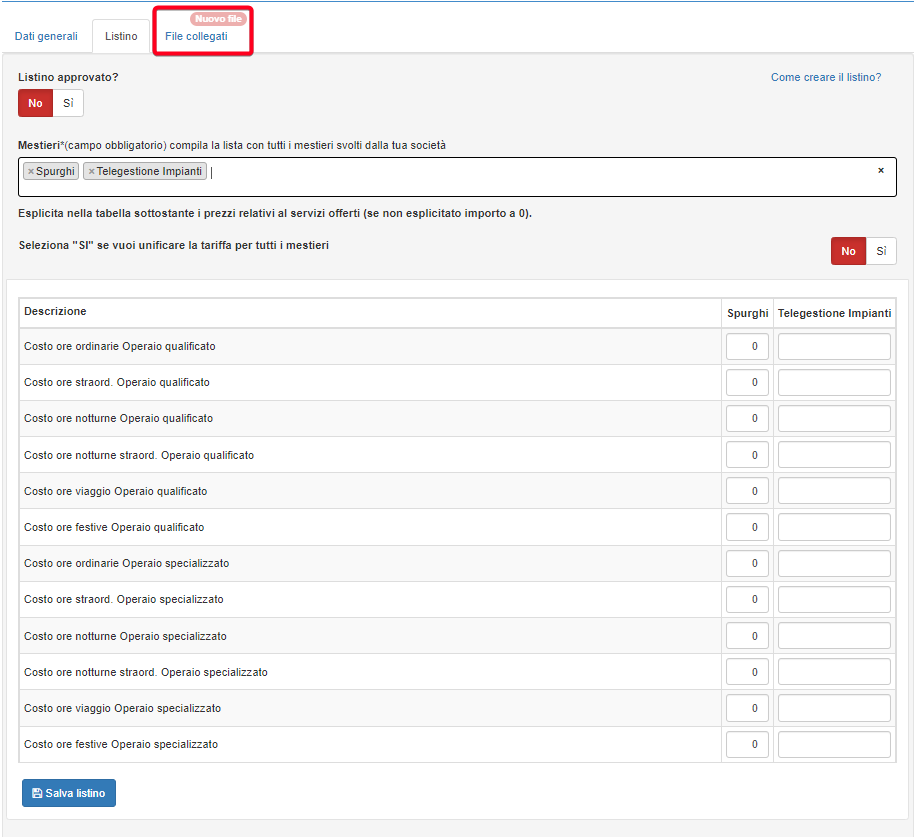 Nuovo file
Dati generali Listino File collegati
Listino approvato? Come creare il listino?
No Sì
Mestieri*(campo obbligatorio) compila la lista con tutti i mestieri svolti dalla tua società
×Spurghi ×Telegestione Impianti ×
Esplicita nella tabella sottostante i prezzi relativi al servizi offerti (se non esplicitato importo a 0).
Seleziona "SI" se vuoi unificare la tariffa per tutti i mestieri No Sì
Descrizione Spurghi Telegestione Impianti
Costo ore ordinarie Operaio qualificato 0
Costo ore straord. Operaio qualificato 0
Costo ore notturne Operaio qualificato 0
Costo ore notturne straord. Operaio qualificato 0
Costo ore viaggio Operaio qualificato 0
Costo ore festive Operaio qualificato 0
Costo ore ordinarie Operaio specializzato 0
Costo ore straord. Operaio specializzato 0
Costo ore notturne Operaio specializzato 0
Costo ore notturne straord. Operaio specializzato 0
Costo ore viaggio Operaio specializzato 0
Costo ore festive Operaio specializzato 0
Salva listino